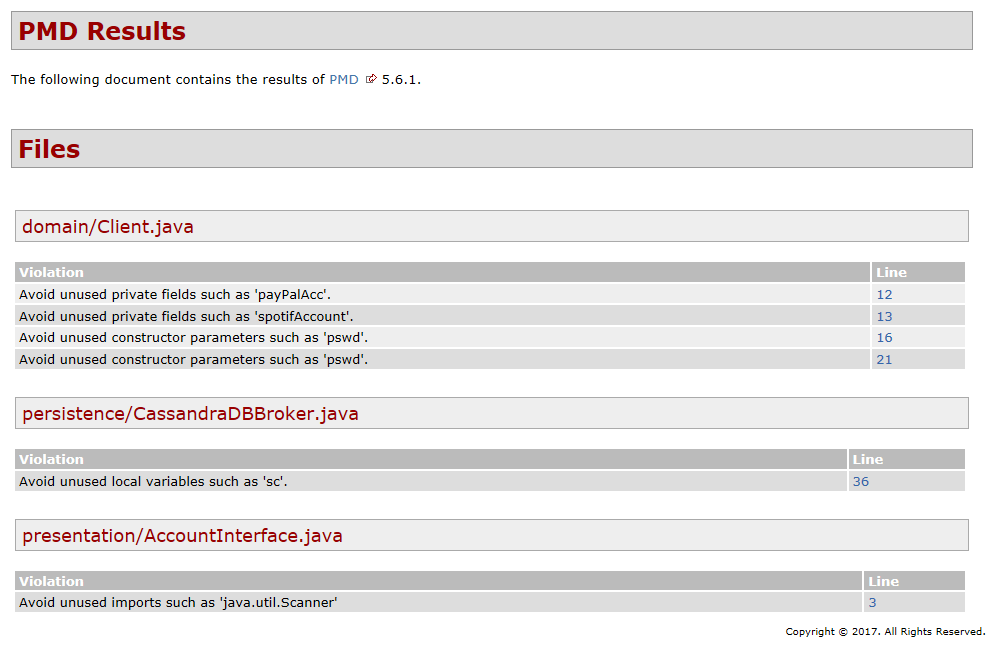 PMD Results
The following document contains the results of PMD 5.6.1.
Files
domain/Client.java
Violation Line
Avoid unused private fields such as 'payPalAcc'. 12
Avoid unused private fields such as 'spotifAccount'. 13
Avoid unused constructor parameters such as 'pswd'. 16
Avoid unused constructor parameters such as 'pswd'. 21
persistence/CassandraDBBroker.java
Violation Line
Avoid unused local variables such as 'sc'. 36
presentation/AccountInterface.java
Violation Line
Avoid unused imports such as 'java.util.Scanner' 3
Copyright © 2017. All Rights Reserved.